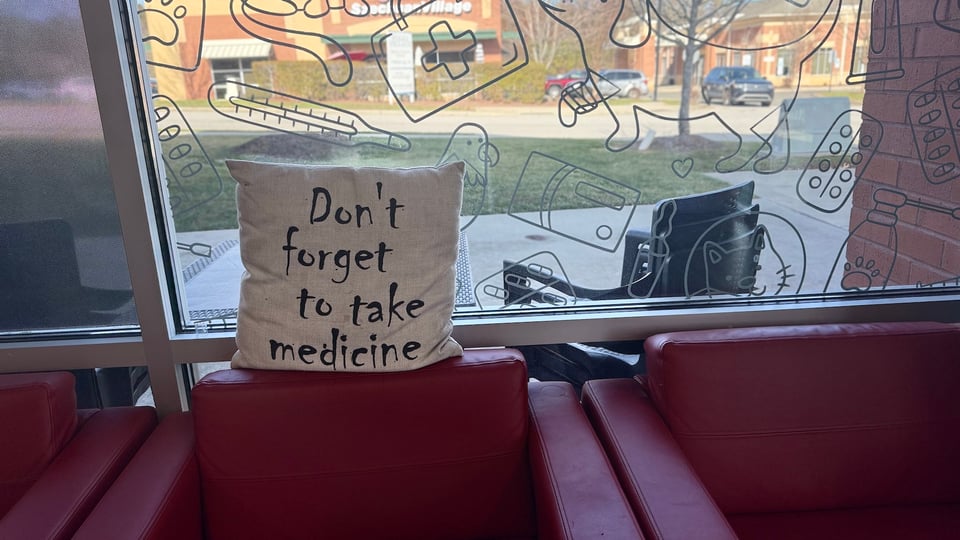 Don't
forget
to take
medicine